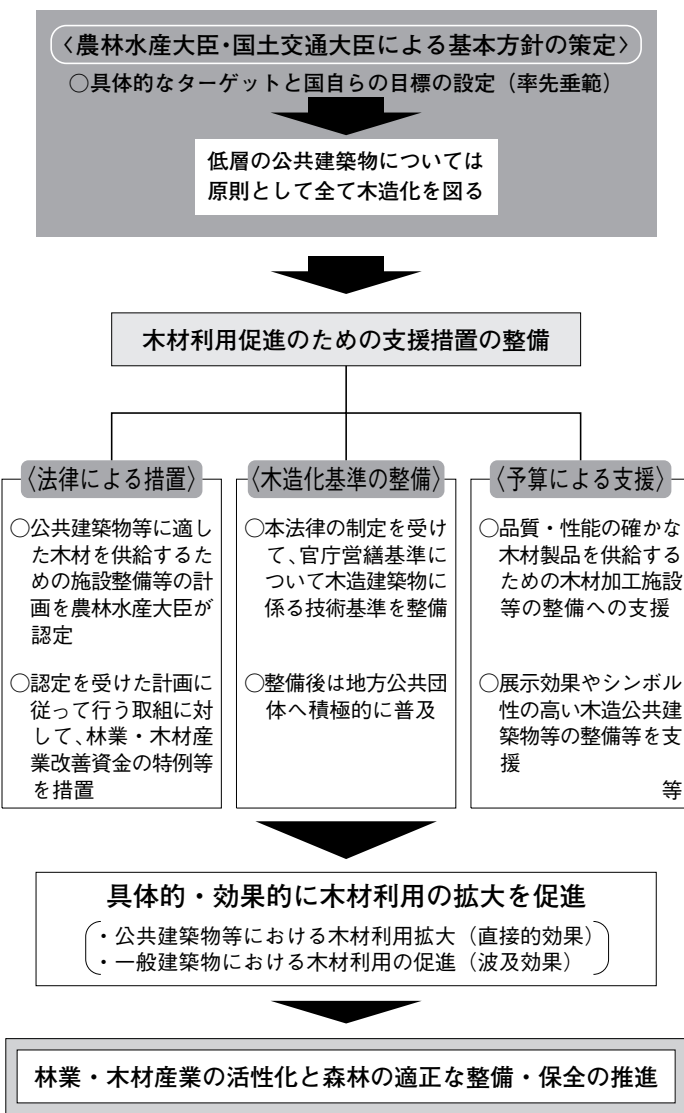 〈農林水産大臣・国土交通大臣による基本方針の策定〉
○具体的なターゲットと国自らの目標の設定（率先垂範）
低層の公共建築物については
原則として全て木造化を図る
木材利用促進のための支援措置の整備
〈法律による措置〉
○公共建築物等に適し
た木材を供給するた
めの施設整備等の計
画を農林水産大臣が
認定
○認定を受けた計画に
従って行う取組に対
して、林業・木材産
業改善資金の特例等
を措置
〈木造化基準の整備〉
○本法律の制定を受け
て、官庁営繕基準に
ついて木造建築物に
係る技術基準を整備
○整備後は地方公共団
体へ積極的に普及
〈予算による支援〉
○品質・性能の確かな
木材製品を供給する
ための木材加工施設
等の整備への支援
○展示効果やシンボル
性の高い木造公共建
築物等の整備等を支
援
等
具体的・効果的に木材利用の拡大を促進
・公共建築物等における木材利用拡大（直接的効果）
・一般建築物における木材利用の促進（波及効果）
林業・木材産業の活性化と森林の適正な整備・保全の推進